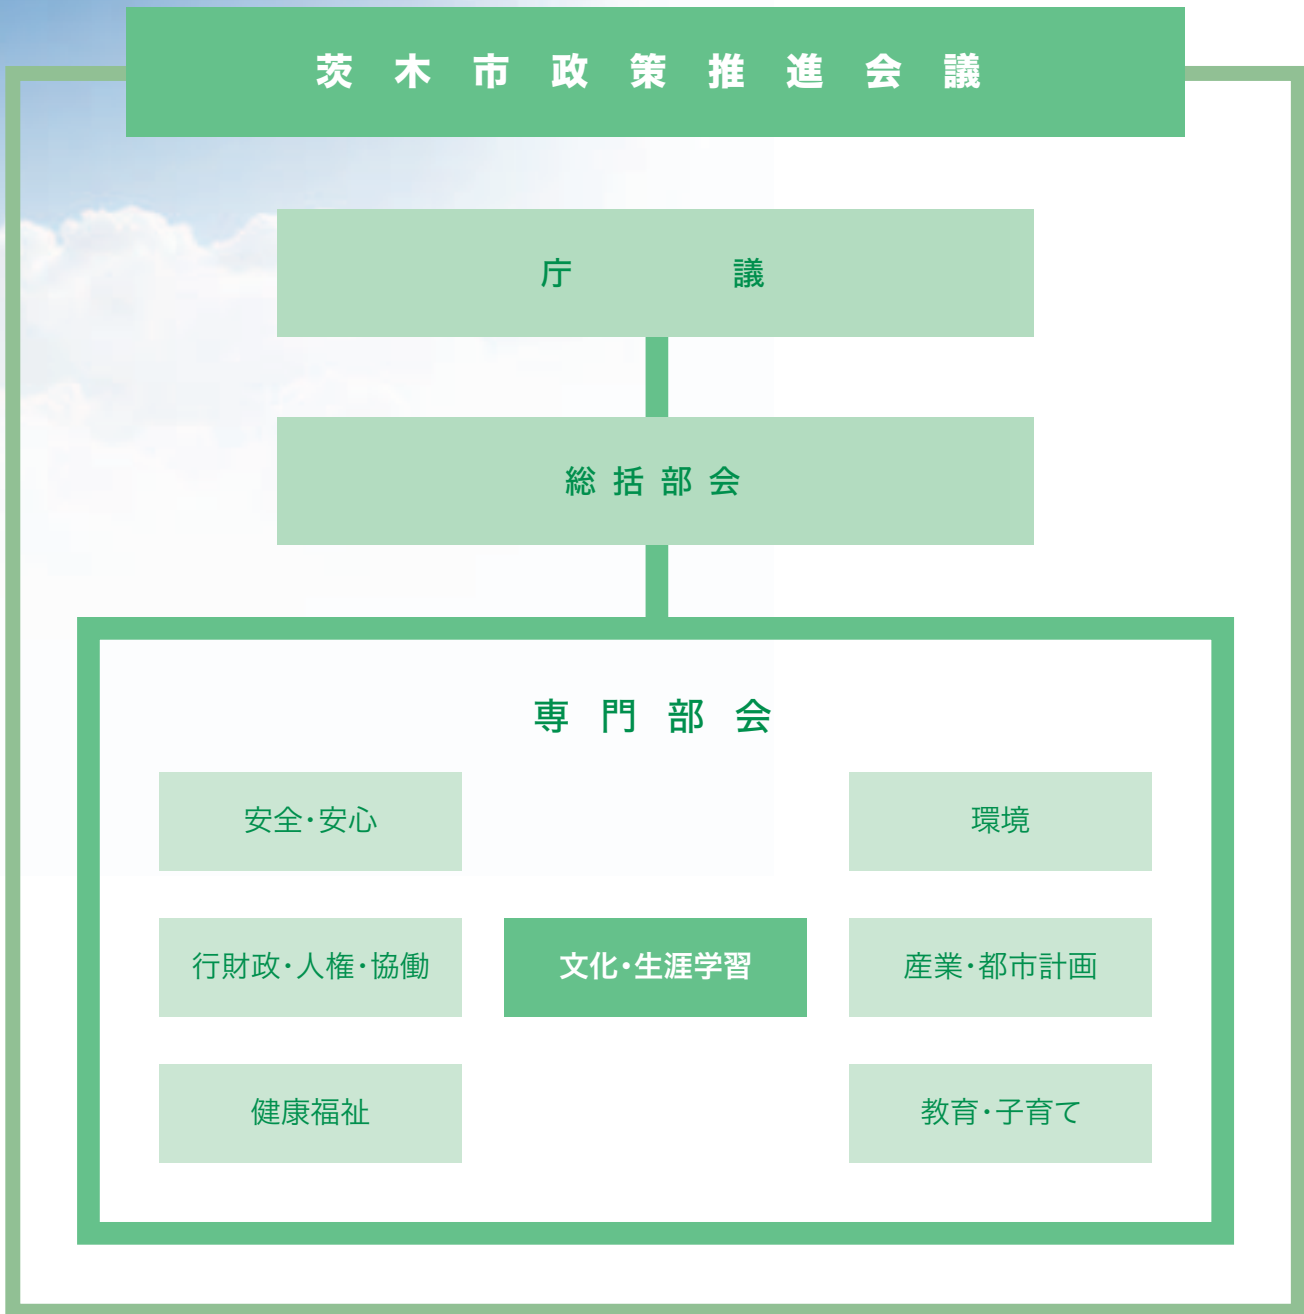 茨木市政策推進会議
庁議
総括部会
専門部会
安全・安心
環境
行財政・人権・協働
文化・生涯学習
産業・都市計画
健康福祉
教育・子育て